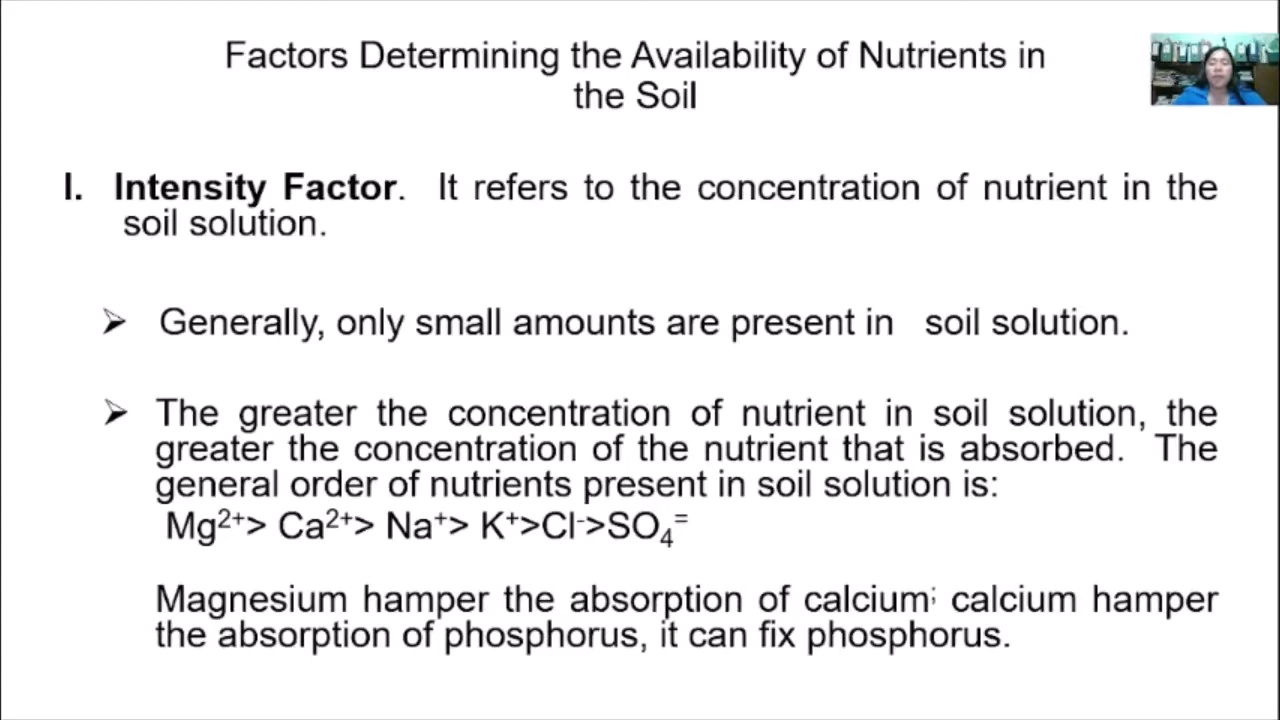 Factors Determining the Availability of Nutrients in
the Soil
I. Intensity Factor. It refers to the concentration of nutrient in the
soil solution.
➢ Generally, only small amounts are present in soil solution.
➢ The greater the concentration of nutrient in soil solution, the
greater the concentration of the nutrient that is absorbed. The
general order of nutrients present in soil solution is:
Mg²⁺> Ca²⁺> Na⁺> K⁺>Cl⁻>SO₄⁼
Magnesium hamper the absorption of calcium; calcium hamper
the absorption of phosphorus, it can fix phosphorus.